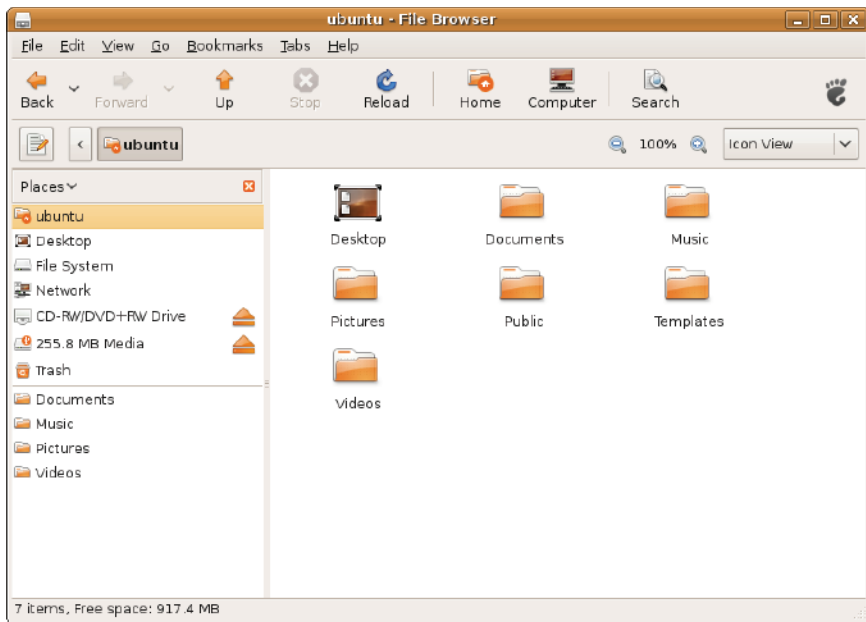 ubuntu - File Browser
File Edit View Go Bookmarks Tabs Help
Back Forward Up Stop Reload Home Computer Search
ubuntu 100% Icon View
Places
ubuntu
Desktop
File System
Network
CD-RW/DVD+RW Drive
255.8 MB Media
Trash
Documents
Music
Pictures
Videos
Desktop Documents Music
Pictures Public Templates
Videos
7 items, Free space: 917.4 MB